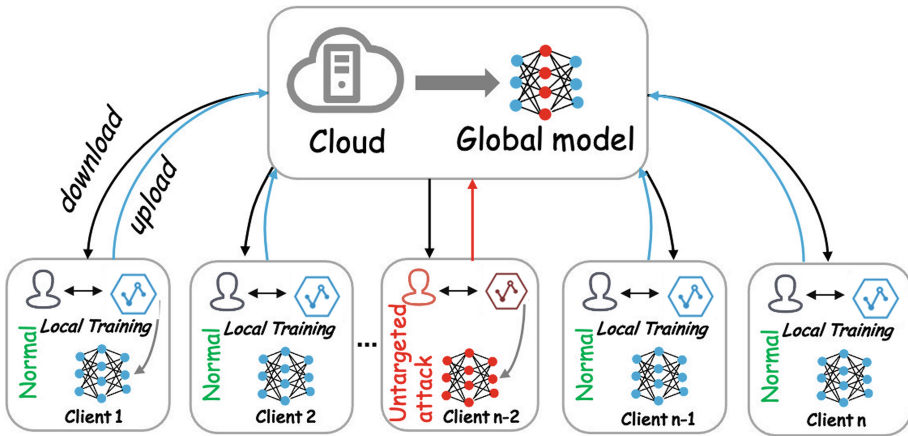 Cloud
Global model
download
upload
Normal
Local Training
Client 1
Normal
Local Training
Client 2
...
Untargeted
attack
Client n-2
Normal
Local Training
Client n-1
Normal
Local Training
Client n